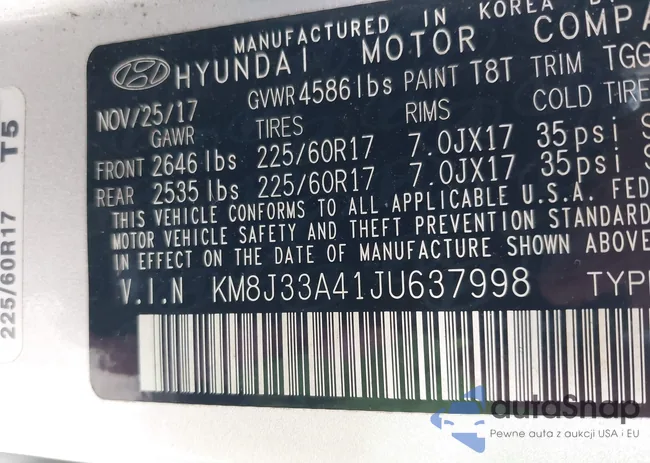 MANUFACTURED IN KOREA BY
HYUNDAI MOTOR COMPA
NOV/25/17 GVWR 4586 lbs PAINT T8T TRIM TGG
GAWR TIRES RIMS COLD TIRE
FRONT 2646 lbs 225/60R17 7.0JX17 35psi
REAR 2535 lbs 225/60R17 7.0JX17 35psi
THIS VEHICLE CONFORMS TO ALL APPLICABLE U.S.A. FED
MOTOR VEHICLE SAFETY AND THEFT PREVENTION STANDARD
IN EFFECT ON THE DATE OF MANUFACTURE SHOWN ABOVE
V.I.N KM8J33A41JU637998 TYPE
225/60R17 T5
autoSnap
Pewne auta z aukcji USA i EU